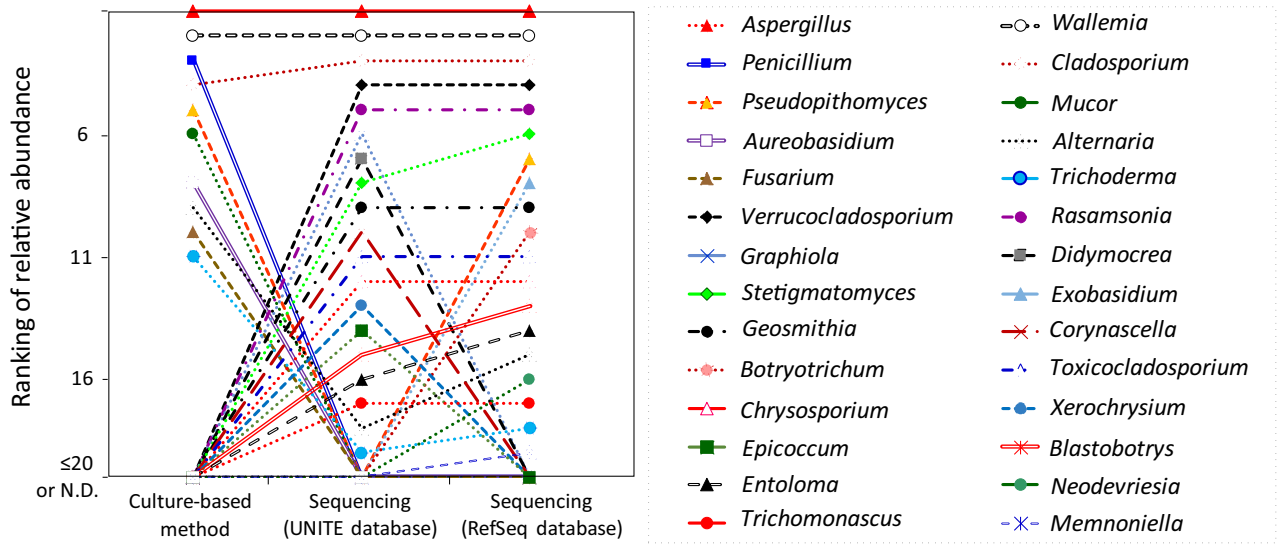 Ranking of relative abundance
6
11
16
≤20
or N.D.
Culture-based
method
Sequencing
(UNITE database)
Sequencing
(RefSeq database)
Aspergillus
Wallemia
Penicillium
Cladosporium
Pseudopithomyces
Mucor
Aureobasidium
Alternaria
Fusarium
Trichoderma
Verrucocladosporium
Rasamsonia
Graphiola
Didymocrea
Stetigmatomyces
Exobasidium
Geosmithia
Corynascella
Botryotrichum
Toxicocladosporium
Chrysosporium
Xerochrysium
Epicoccum
Blastobotrys
Entoloma
Neodevriesia
Trichomonascus
Memnoniella